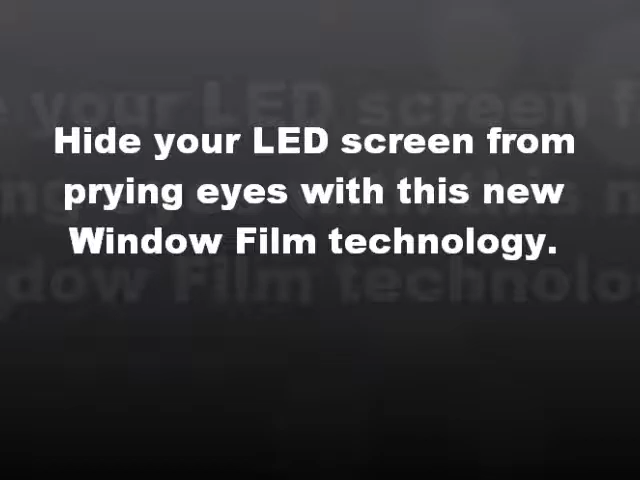 Hide your LED screen from
prying eyes with this new
Window Film technology.